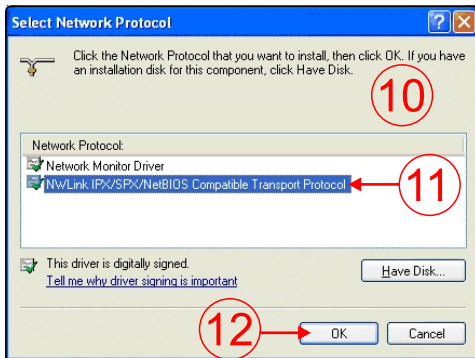 Select Network Protocol
Click the Network Protocol that you want to install, then click OK. If you have
an installation disk for this component, click Have Disk.
10
Network Protocol:
Network Monitor Driver
NWLink IPX/SPX/NetBIOS Compatible Transport Protocol
11
This driver is digitally signed.
Tell me why driver signing is important
Have Disk...
12
OK
Cancel